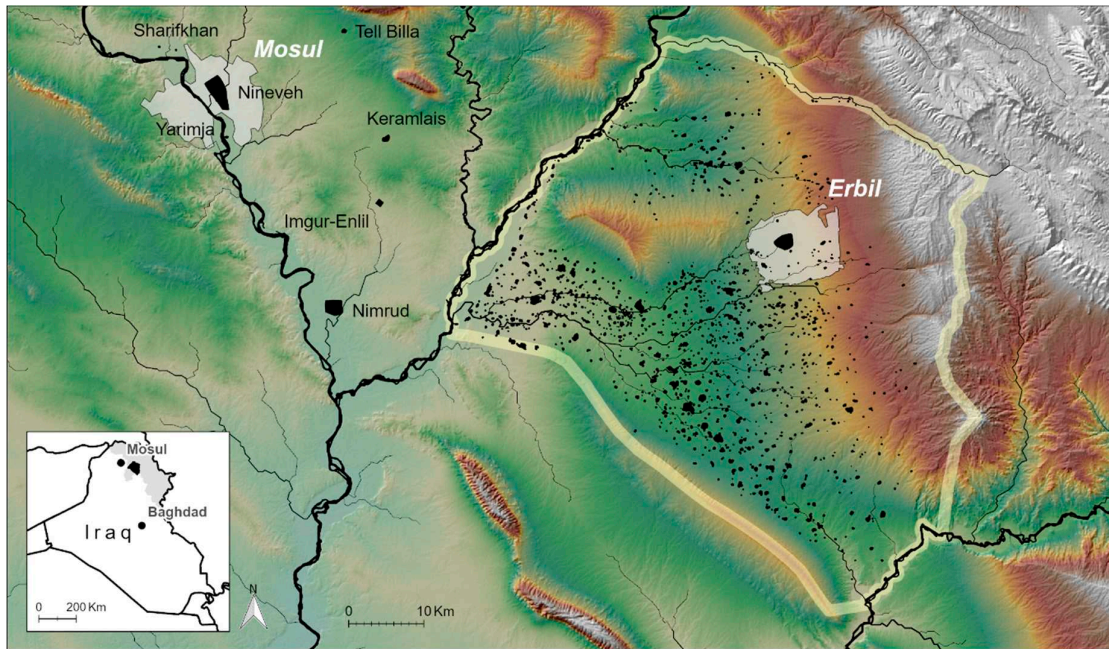 Sharifkhan
Mosul
Tell Billa
Nineveh
Yarimja
Keramlais
Imgur-Enlil
Nimrud
Erbil
Mosul
Baghdad
Iraq
0 200 Km
N
0 10 Km